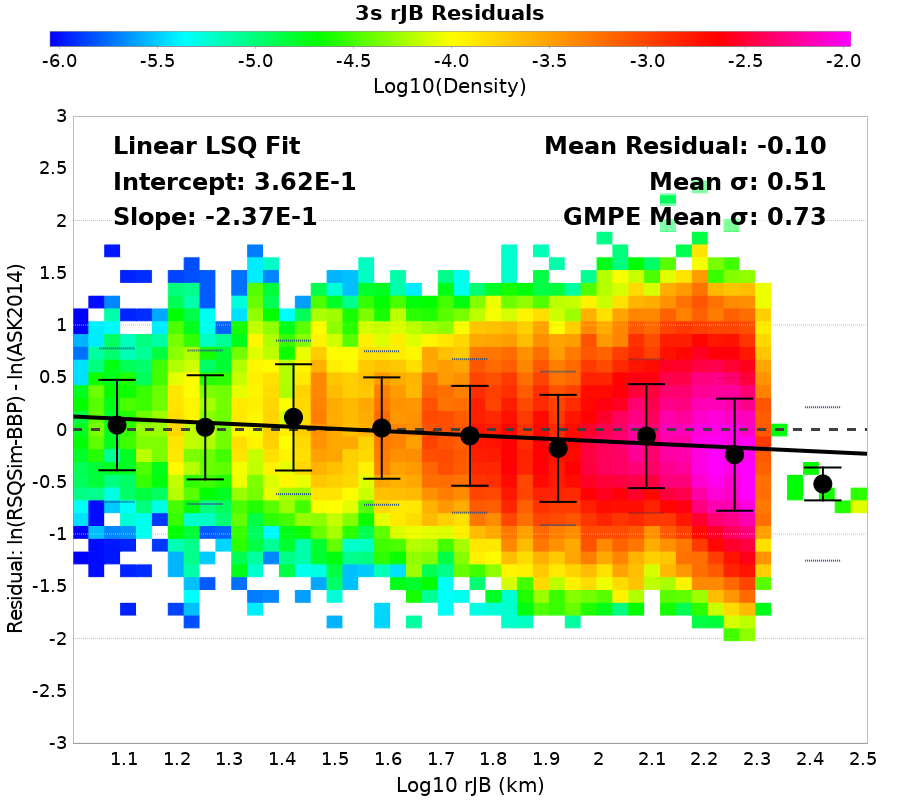 3s rJB Residuals
-6.0 -5.5 -5.0 -4.5 -4.0 -3.5 -3.0 -2.5 -2.0
Log10(Density)
Linear LSQ Fit
Intercept: 3.62E-1
Slope: -2.37E-1
Mean Residual: -0.10
Mean σ: 0.51
GMPE Mean σ: 0.73
Residual: ln(RSQSim-BBP) - ln(ASK2014)
3
2.5
2
1.5
1
0.5
0
-0.5
-1
-1.5
-2
-2.5
-3
1.1 1.2 1.3 1.4 1.5 1.6 1.7 1.8 1.9 2 2.1 2.2 2.3 2.4 2.5
Log10 rJB (km)